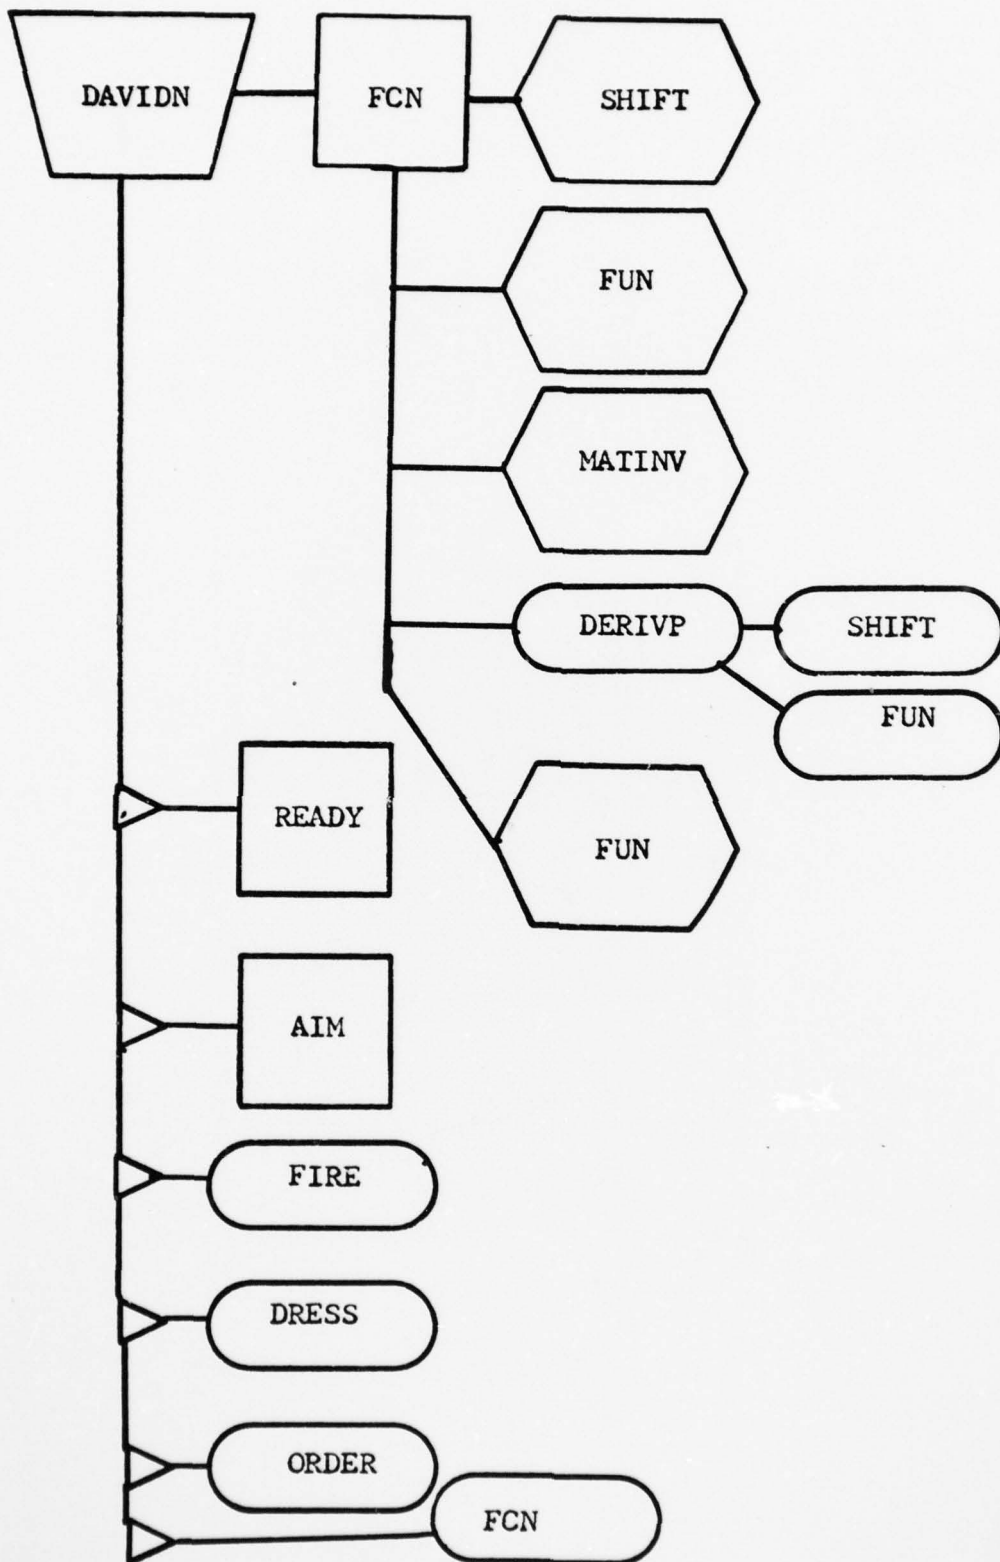 DAVIDN
FCN
SHIFT
FUN
MATINV
DERIVP
SHIFT
FUN
READY
FUN
AIM
FIRE
DRESS
ORDER
FCN